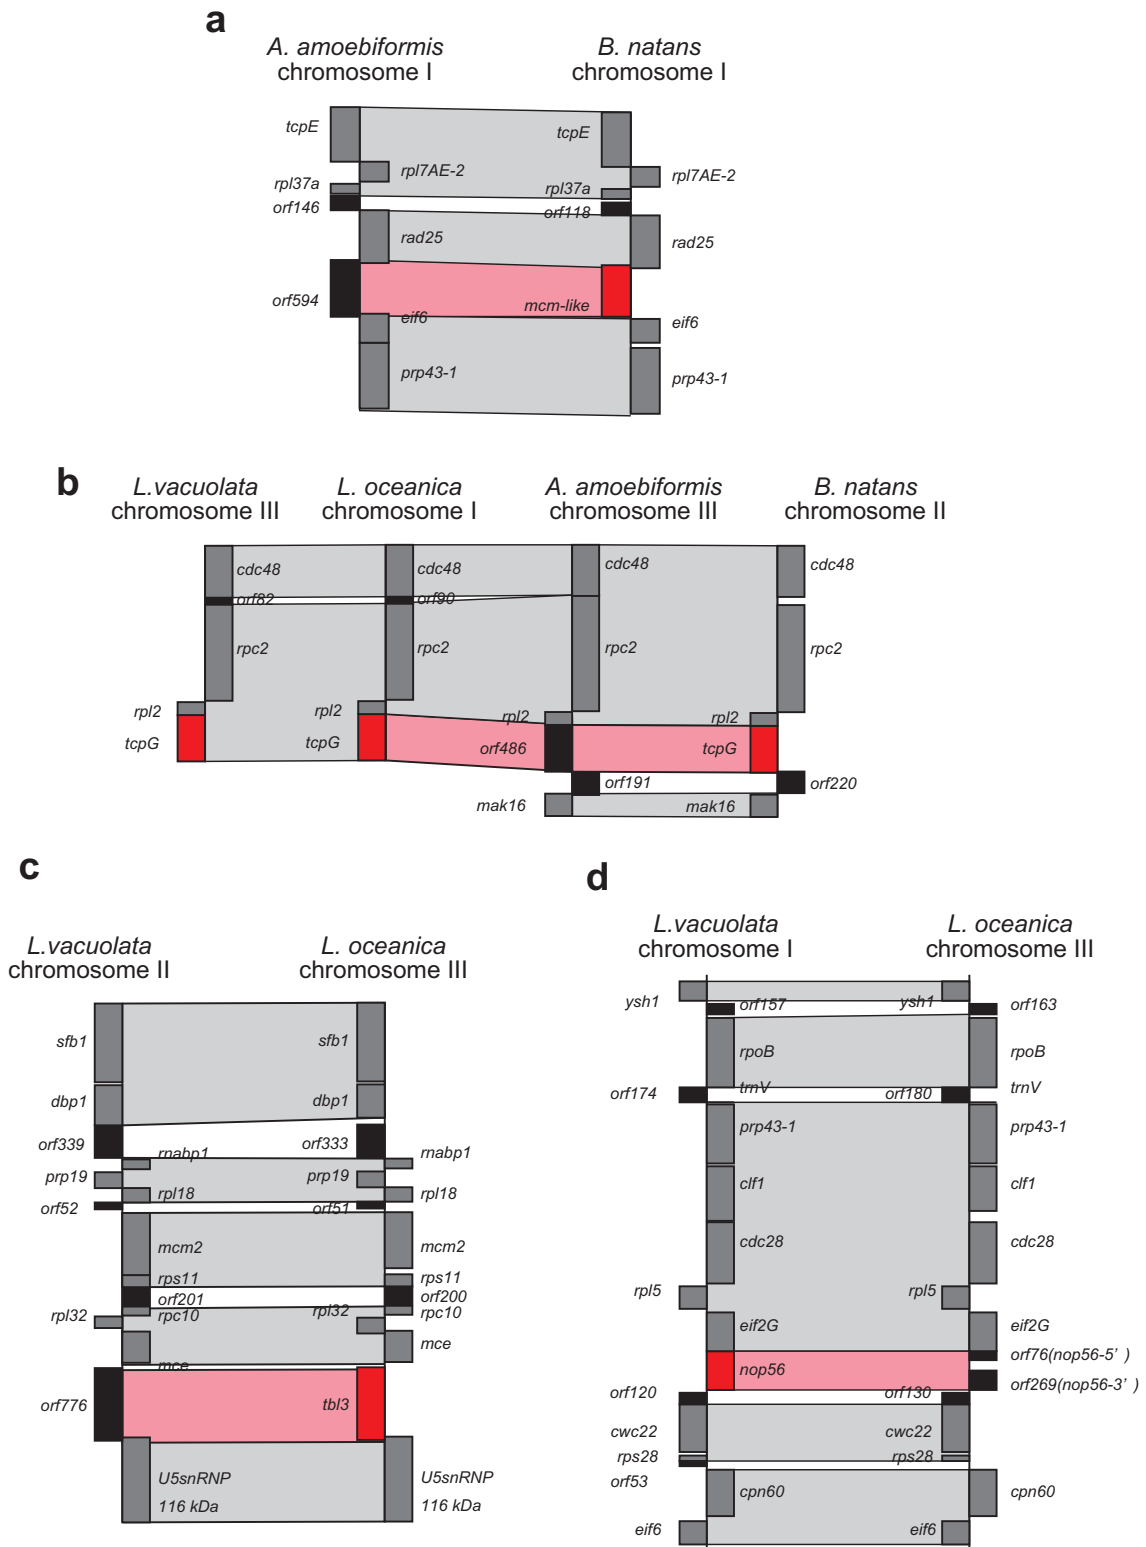 a
A. amoebiformis
chromosome I
B. natans
chromosome I
tcpE
tcpE
rpl7AE-2
rpl7AE-2
rpl37a
rpl37a
orf146
orf118
rad25
rad25
orf594
mcm-like
eif6
eif6
prp43-1
prp43-1
b
L.vacuolata
chromosome III
L. oceanica
chromosome I
A. amoebiformis
chromosome III
B. natans
chromosome II
cdc48
cdc48
cdc48
cdc48
orf82
orf90
rpc2
rpc2
rpc2
rpc2
rpl2
rpl2
rpl2
rpl2
tcpG
tcpG
orf486
tcpG
orf191
orf220
mak16
mak16
c
L.vacuolata
chromosome II
L. oceanica
chromosome III
sfb1
sfb1
dbp1
dbp1
orf339
orf333
rnabp1
rnabp1
prp19
prp19
rpl18
rpl18
orf52
orf51
mcm2
mcm2
rps11
rps11
orf201
orf200
rpl32
rpc10
rpl32
rpc10
mce
mce
orf776
tbl3
U5snRNP
116 kDa
U5snRNP
116 kDa
d
L.vacuolata
chromosome I
L. oceanica
chromosome III
ysh1
orf157
ysh1
orf163
rpoB
rpoB
orf174
trnV
orf180
trnV
prp43-1
prp43-1
clf1
clf1
cdc28
cdc28
rpl5
rpl5
eif2G
eif2G
nop56
orf76(nop56-5' )
orf269(nop56-3' )
orf120
orf130
cwc22
cwc22
rps28
rps28
orf53
cpn60
cpn60
eif6
eif6